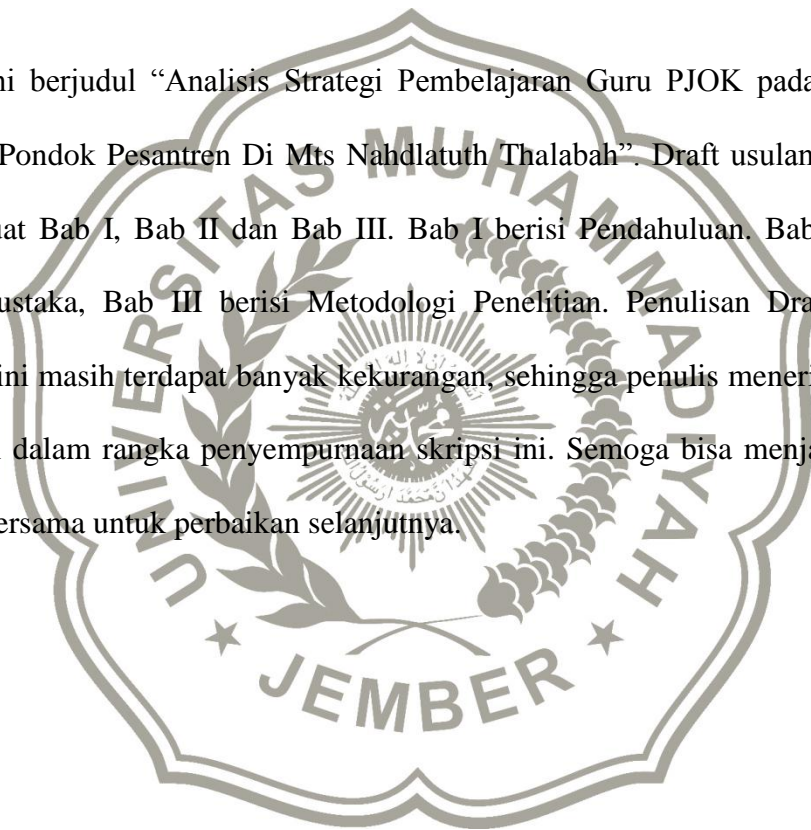 ni berjudul “Analisis Strategi Pembelajaran Guru PJOK pada
Pondok Pesantren Di Mts Nahdlatuth Thalabah”. Draft usulan
uat Bab I, Bab II dan Bab III. Bab I berisi Pendahuluan. Bab
ustaka, Bab III berisi Metodologi Penelitian. Penulisan Dra
ini masih terdapat banyak kekurangan, sehingga penulis meneri
dalam rangka penyempurnaan skripsi ini. Semoga bisa menja
ersama untuk perbaikan selanjutnya.
UNIVERSITAS MUHAMMADIYAH
JEMBER